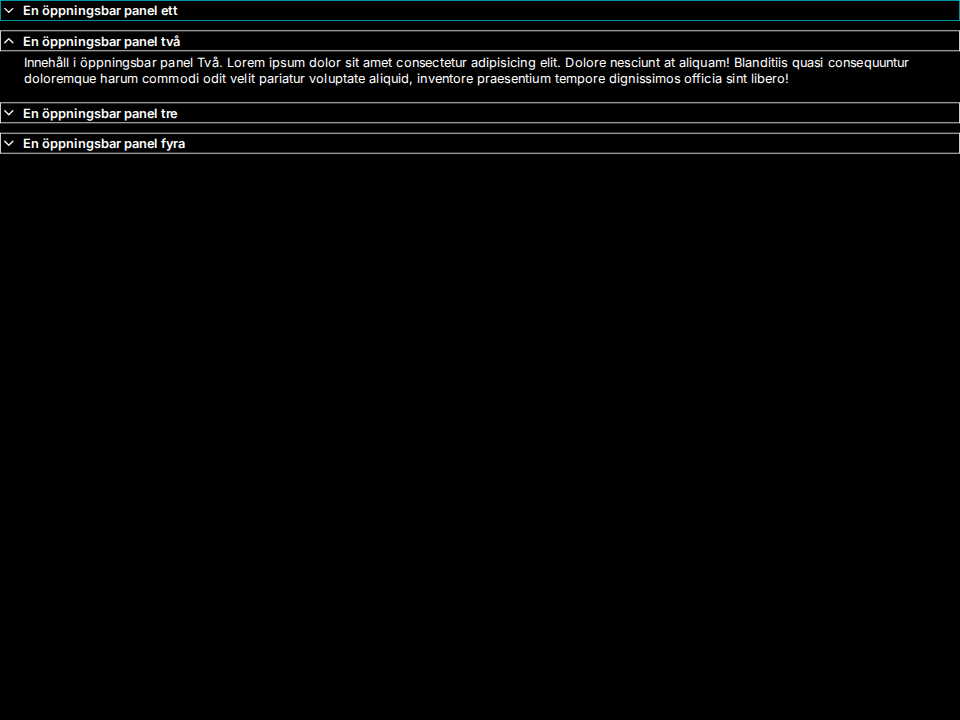 En öppningsbar panel ett
En öppningsbar panel två
Innehåll i öppningsbar panel Två. Lorem ipsum dolor sit amet consectetur adipisicing elit. Dolore nesciunt at aliquam! Blanditiis quasi consequuntur
doloremque harum commodi odit velit pariatur voluptate aliquid, inventore praesentium tempore dignissimos officia sint libero!
En öppningsbar panel tre
En öppningsbar panel fyra